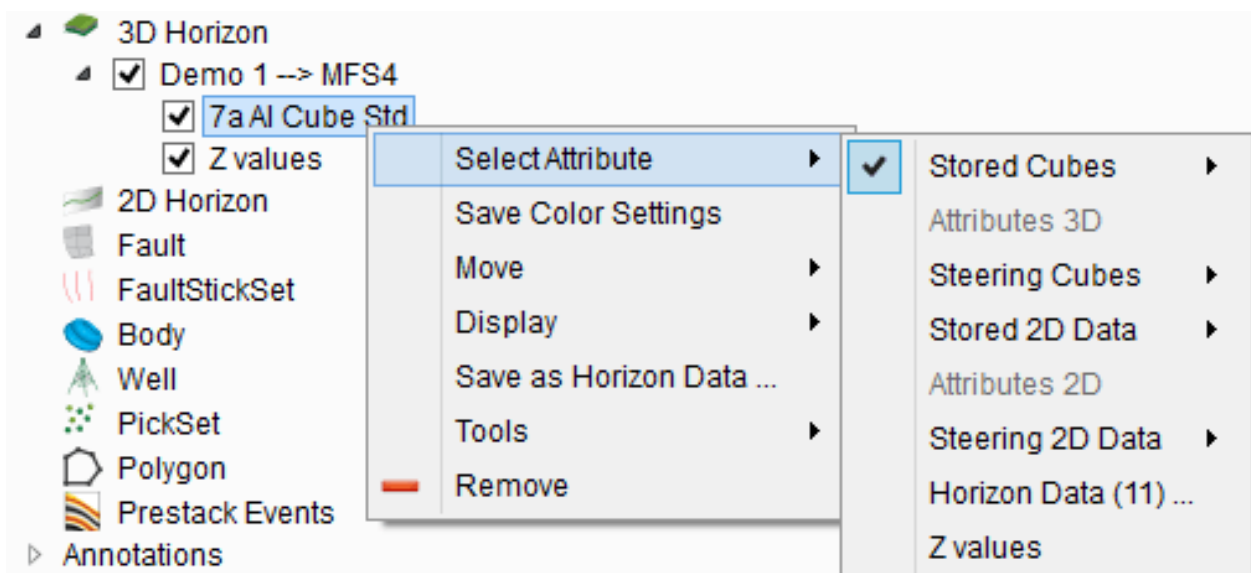 3D Horizon
Demo 1 --> MFS4
7a AI Cube Std
Z values
2D Horizon
Fault
FaultStickSet
Body
Well
PickSet
Polygon
Prestack Events
Annotations
Select Attribute
Save Color Settings
Move
Display
Save as Horizon Data ...
Tools
Remove
Stored Cubes
Attributes 3D
Steering Cubes
Stored 2D Data
Attributes 2D
Steering 2D Data
Horizon Data (11) ...
Z values